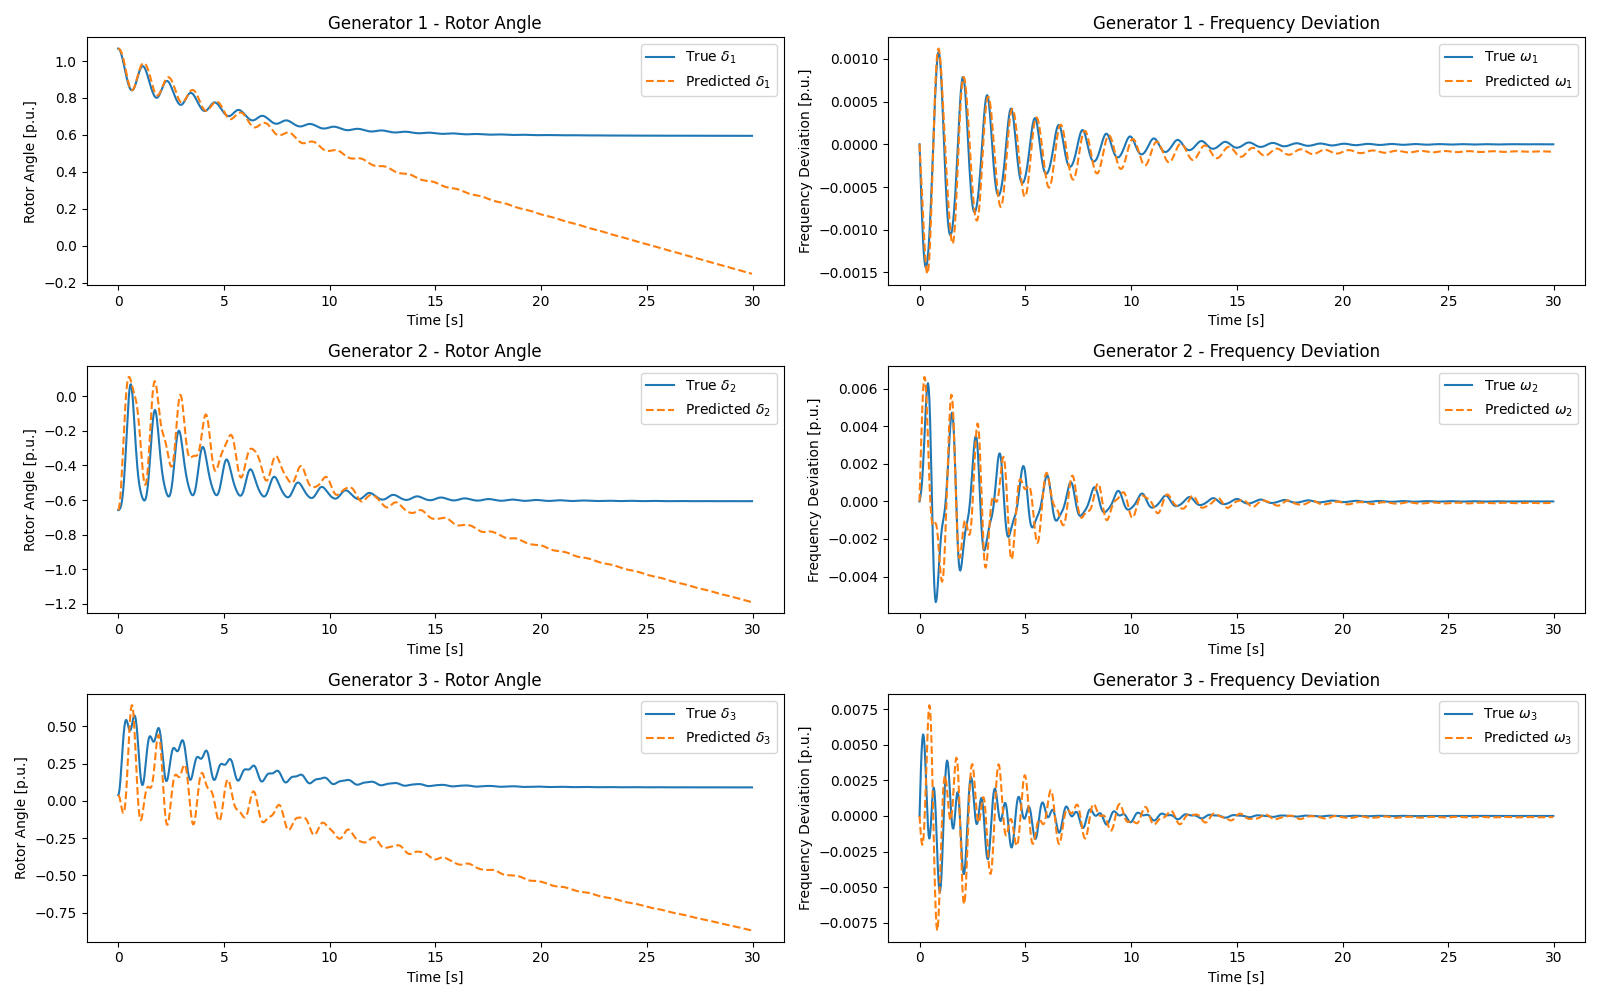 Generator 1 - Rotor Angle
Rotor Angle [p.u.]
1.0
0.8
0.6
0.4
0.2
0.0
−0.2
True δ1
Predicted δ1
0 5 10 15 20 25 30
Time [s]
Generator 1 - Frequency Deviation
Frequency Deviation [p.u.]
0.0010
0.0005
0.0000
−0.0005
−0.0010
−0.0015
True ω1
Predicted ω1
0 5 10 15 20 25 30
Time [s]
Generator 2 - Rotor Angle
Rotor Angle [p.u.]
0.0
−0.2
−0.4
−0.6
−0.8
−1.0
−1.2
True δ2
Predicted δ2
0 5 10 15 20 25 30
Time [s]
Generator 2 - Frequency Deviation
Frequency Deviation [p.u.]
0.006
0.004
0.002
0.000
−0.002
−0.004
True ω2
Predicted ω2
0 5 10 15 20 25 30
Time [s]
Generator 3 - Rotor Angle
Rotor Angle [p.u.]
0.50
0.25
0.00
−0.25
−0.50
−0.75
True δ3
Predicted δ3
0 5 10 15 20 25 30
Time [s]
Generator 3 - Frequency Deviation
Frequency Deviation [p.u.]
0.0075
0.0050
0.0025
0.0000
−0.0025
−0.0050
−0.0075
True ω3
Predicted ω3
0 5 10 15 20 25 30
Time [s]